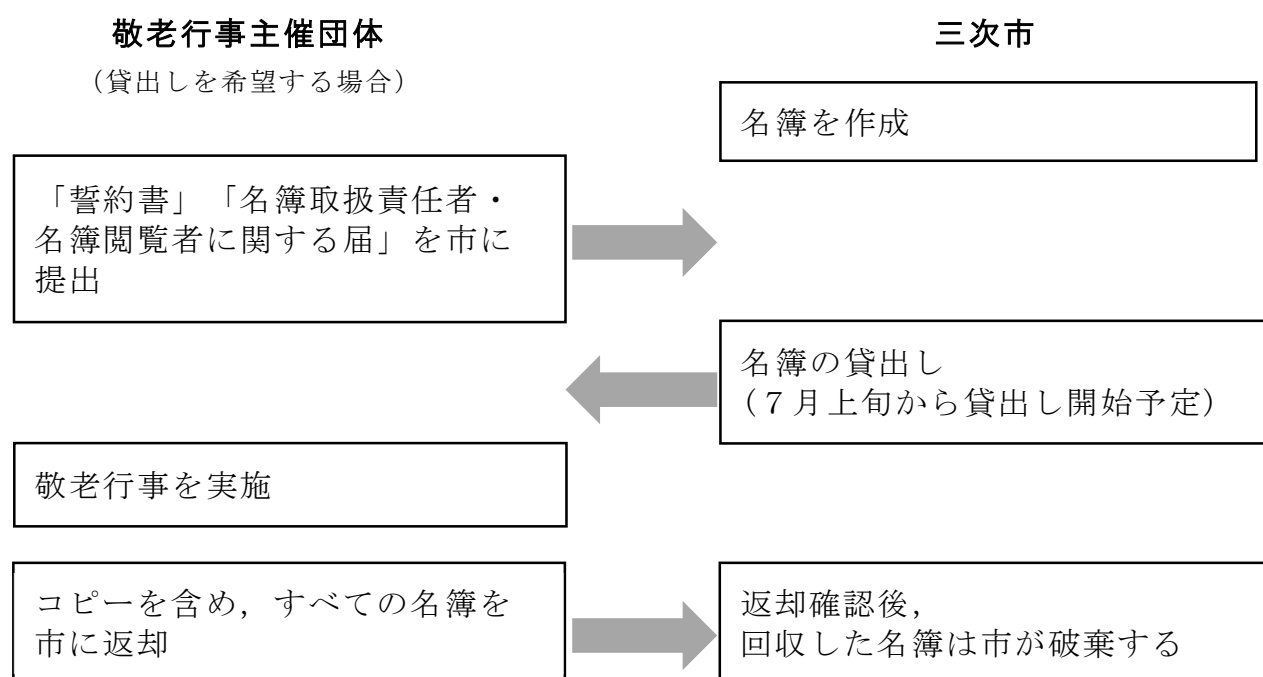 敬老行事主催団体
（貸出しを希望する場合）
三次市
名簿を作成
「誓約書」「名簿取扱責任者・
名簿閲覧者に関する届」を市に
提出
名簿の貸出し
（７月上旬から貸出し開始予定）
敬老行事を実施
コピーを含め，すべての名簿を
市に返却
返却確認後，
回収した名簿は市が破棄する